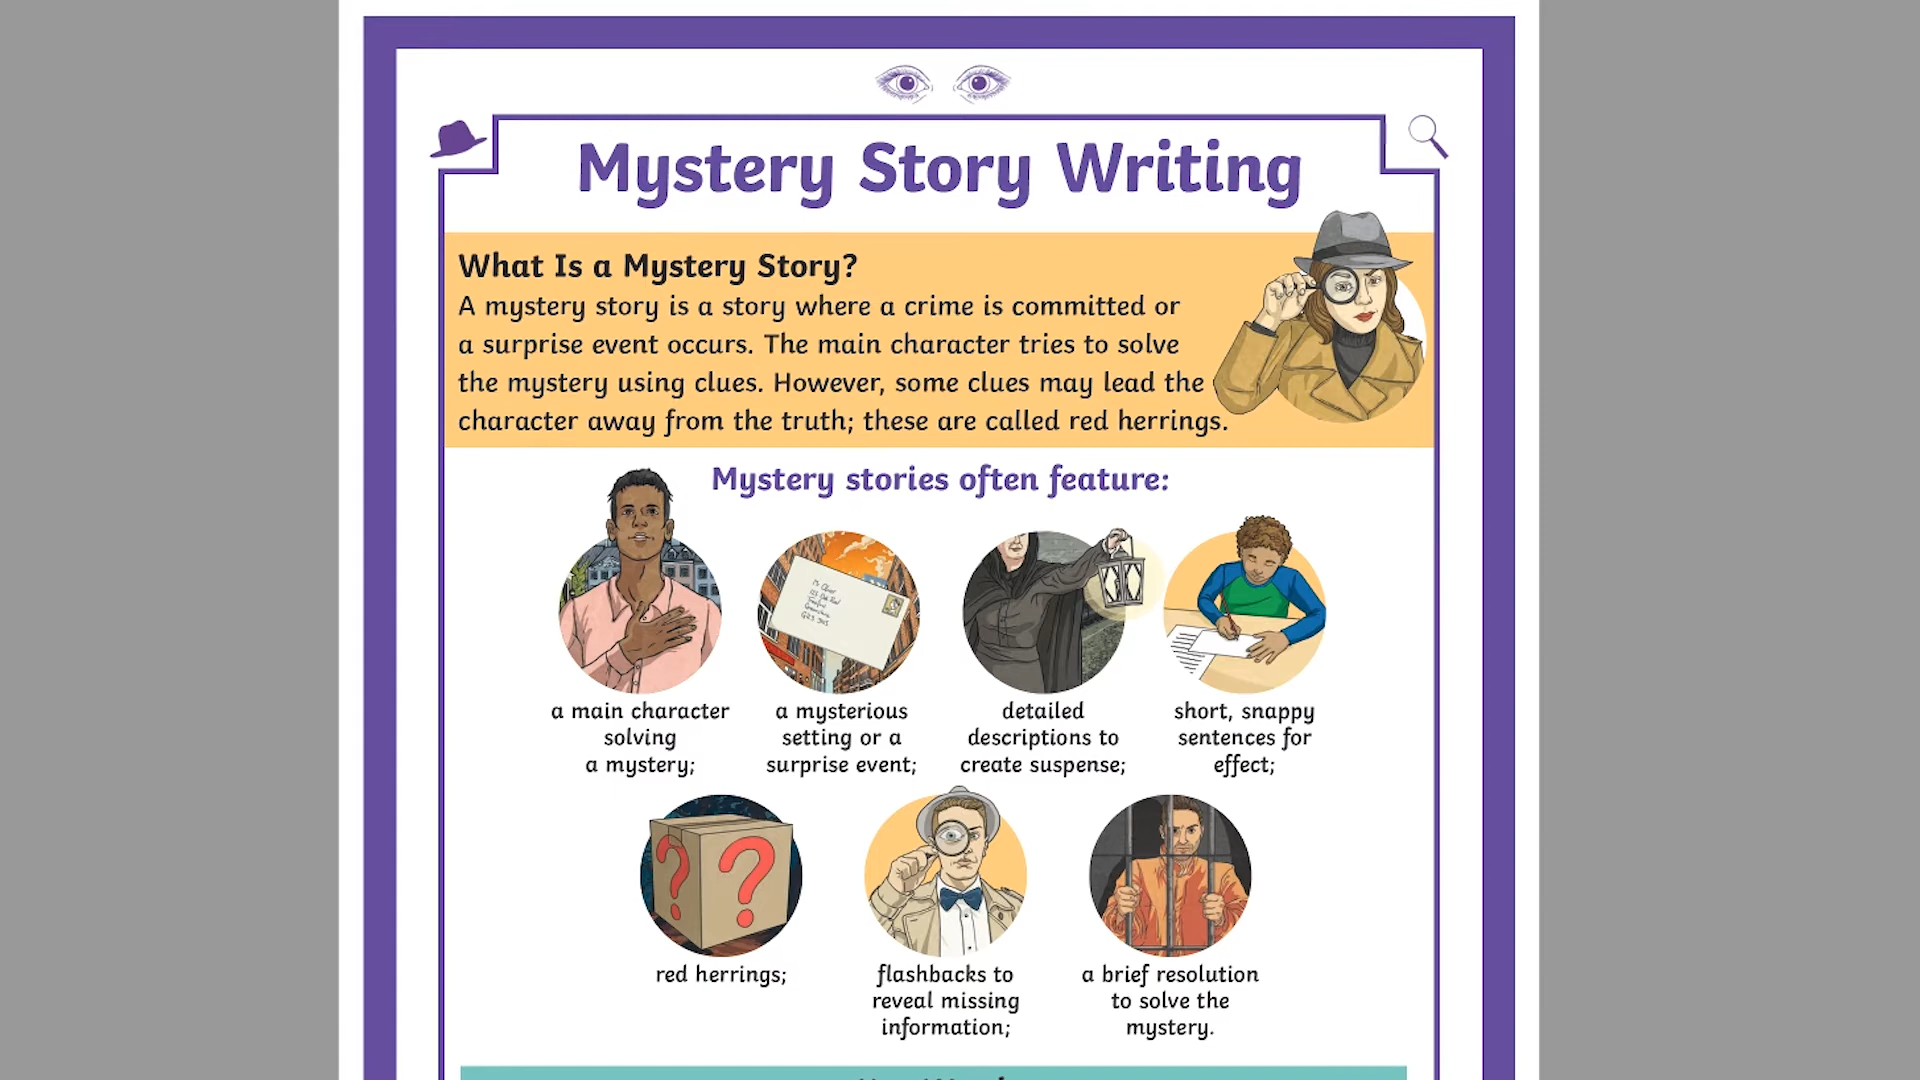 Mystery Story Writing
What Is a Mystery Story?
A mystery story is a story where a crime is committed or
a surprise event occurs. The main character tries to solve
the mystery using clues. However, some clues may lead the
character away from the truth; these are called red herrings.
Mystery stories often feature:
a main character
solving
a mystery;
a mysterious
setting or a
surprise event;
detailed
descriptions to
create suspense;
short, snappy
sentences for
effect;
red herrings;
flashbacks to
reveal missing
information;
a brief resolution
to solve the
mystery.